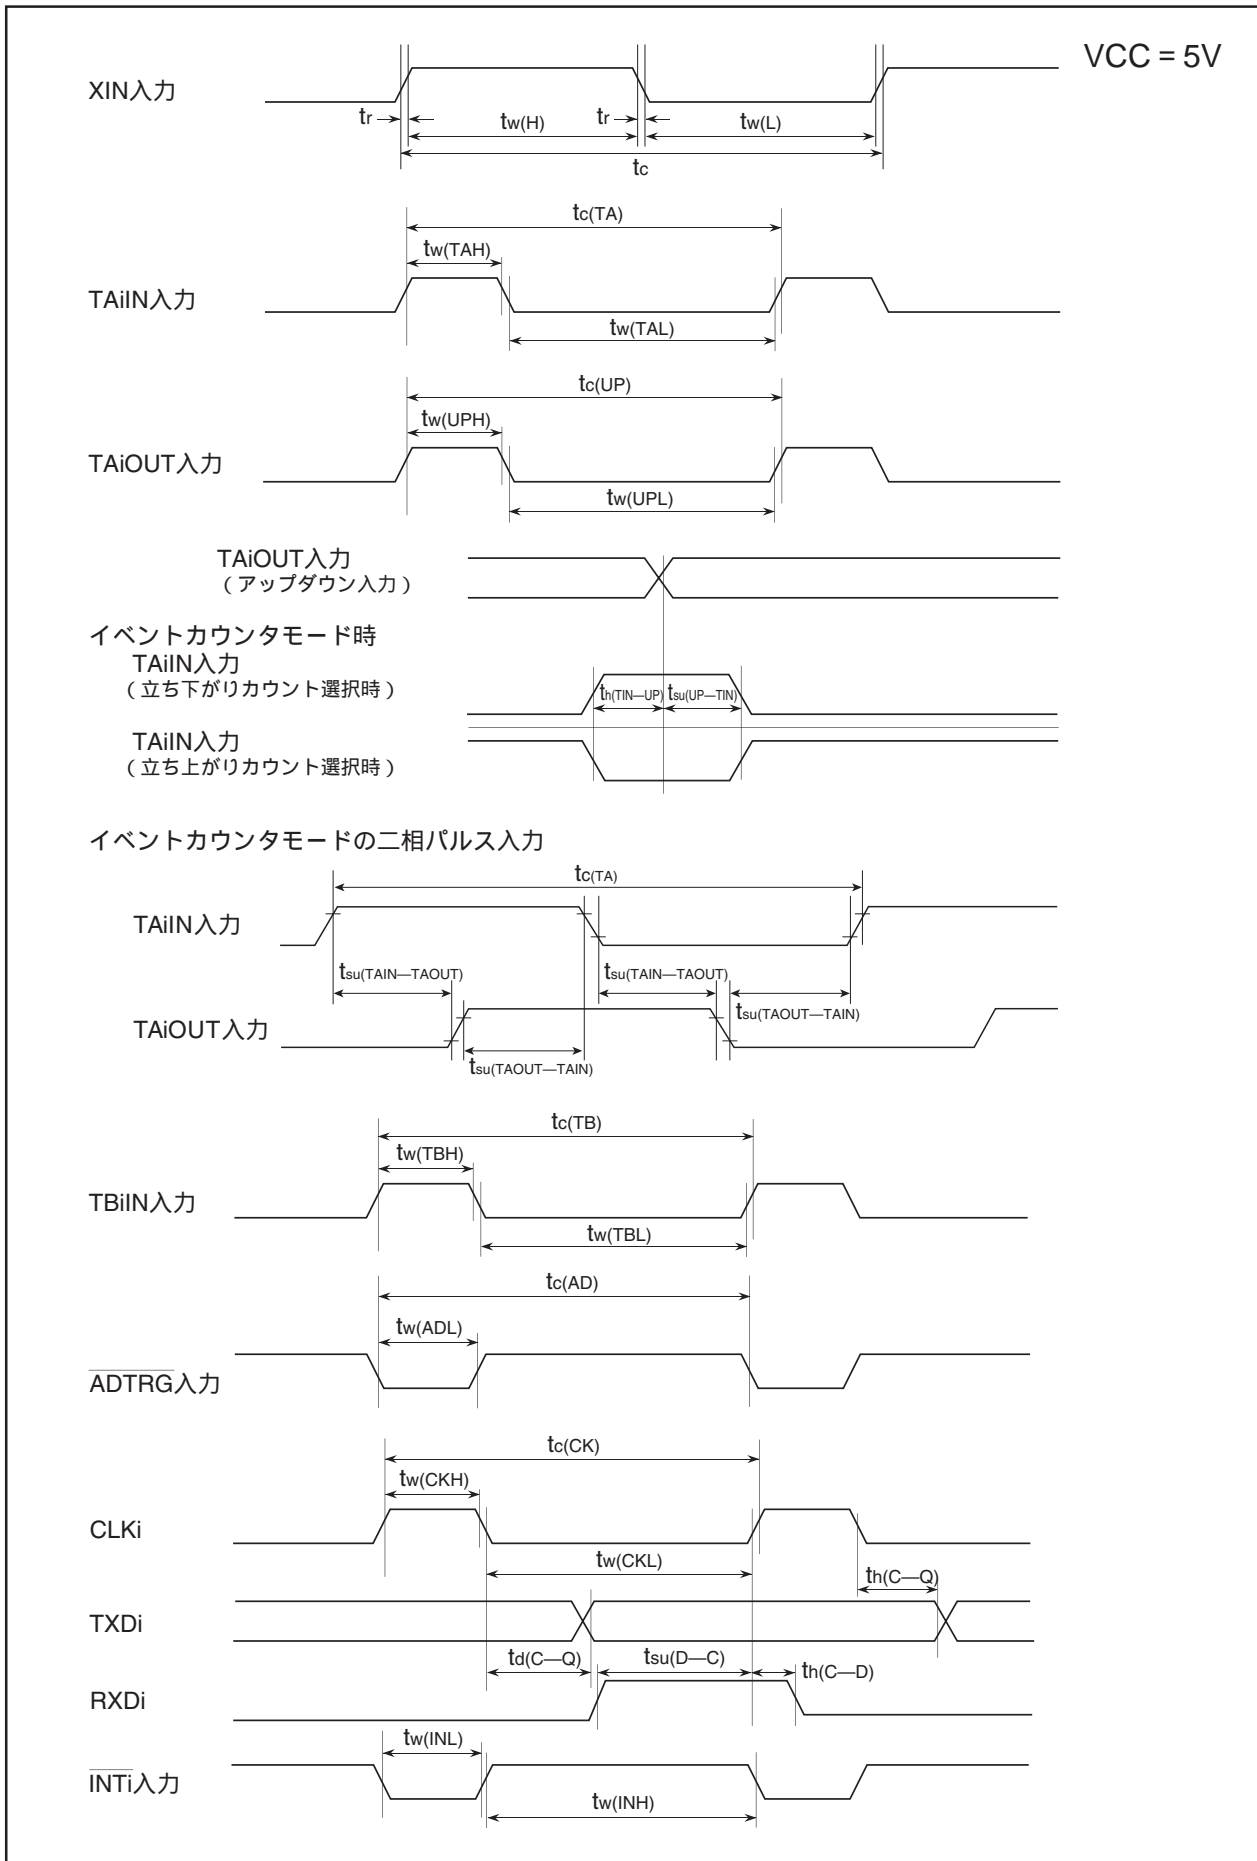 VCC = 5V
XIN入力
tr
tw(H)
tr
tw(L)
tc
tc(TA)
tw(TAH)
TAiIN入力
tw(TAL)
tc(UP)
tw(UPH)
TAiOUT入力
tw(UPL)
TAiOUT入力
(アップダウン入力)
イベントカウンタモード時
TAiIN入力
(立ち下がりカウント選択時)
th(TIN—UP)
tsu(UP—TIN)
TAiIN入力
(立ち上がりカウント選択時)
イベントカウンタモードの二相パルス入力
tc(TA)
TAiIN入力
tsu(TAIN—TAOUT)
tsu(TAIN—TAOUT)
tsu(TAOUT—TAIN)
TAiOUT入力
tsu(TAOUT—TAIN)
tc(TB)
tw(TBH)
TBiIN入力
tw(TBL)
tc(AD)
tw(ADL)
ADTRG入力
tc(CK)
tw(CKH)
CLKi
tw(CKL)
th(C—Q)
TXDi
td(C—Q)
tsu(D—C)
th(C—D)
RXDi
tw(INL)
INTi入力
tw(INH)